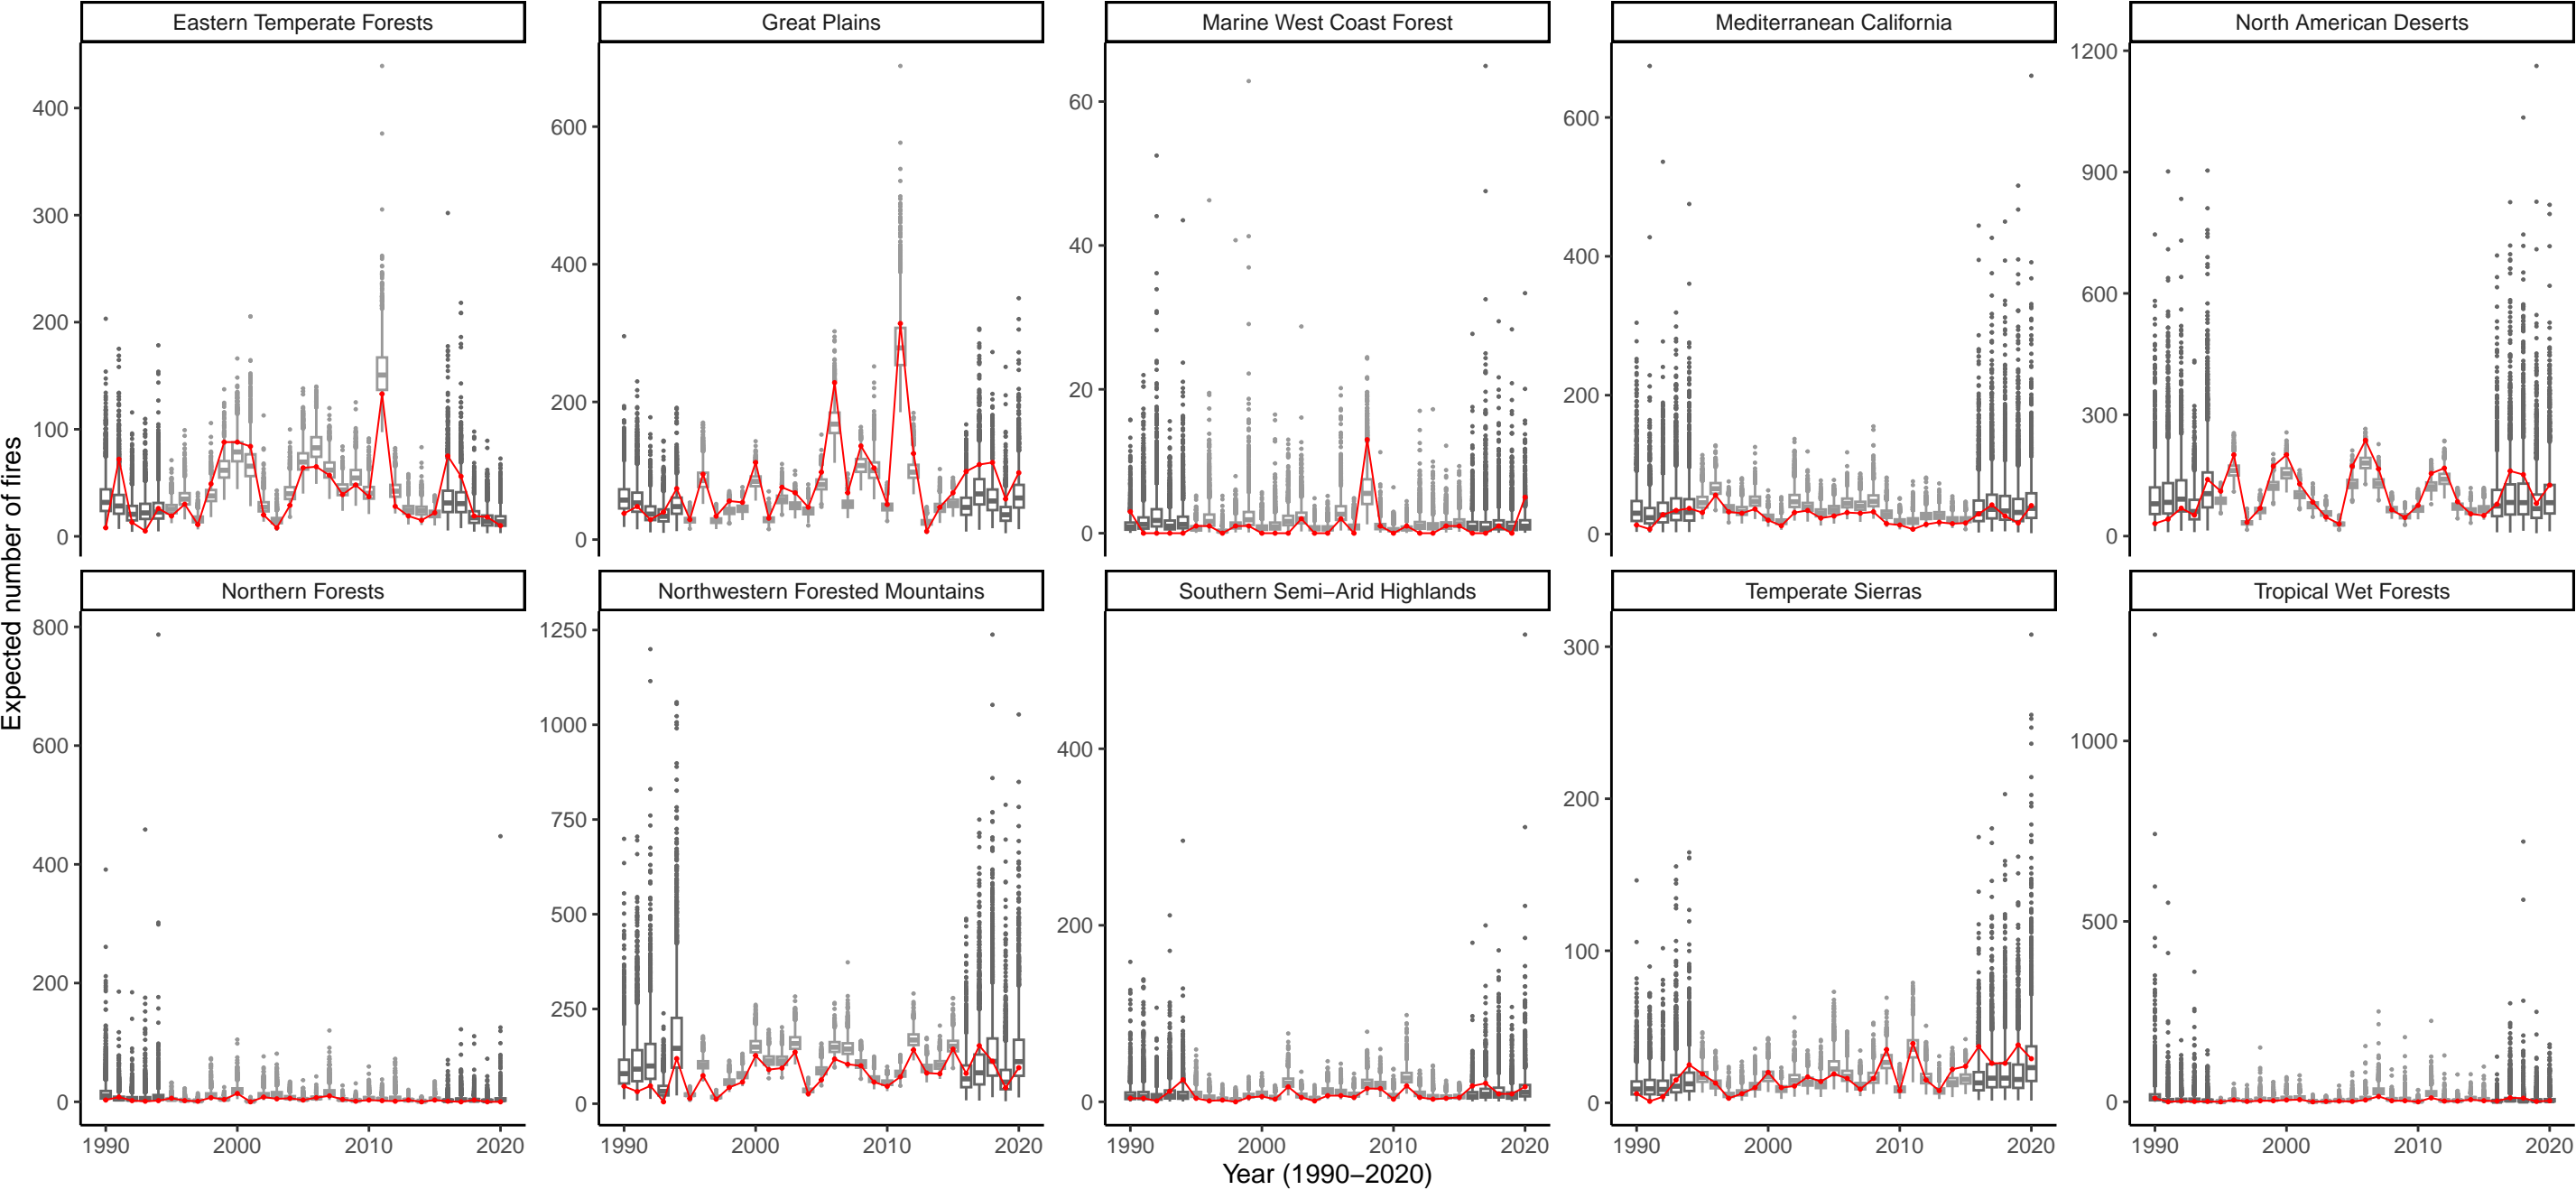 Eastern Temperate Forests
Great Plains
Marine West Coast Forest
Mediterranean California
North American Deserts
400
300
200
100
0
600
400
200
0
60
40
20
0
600
400
200
0
1200
900
600
300
0
Expected number of fires
Northern Forests
Northwestern Forested Mountains
Southern Semi−Arid Highlands
Temperate Sierras
Tropical Wet Forests
800
600
400
200
0
1250
1000
750
500
250
0
400
200
0
300
200
100
0
1000
500
0
1990 2000 2010 2020
1990 2000 2010 2020
1990 2000 2010 2020
1990 2000 2010 2020
1990 2000 2010 2020
Year (1990−2020)